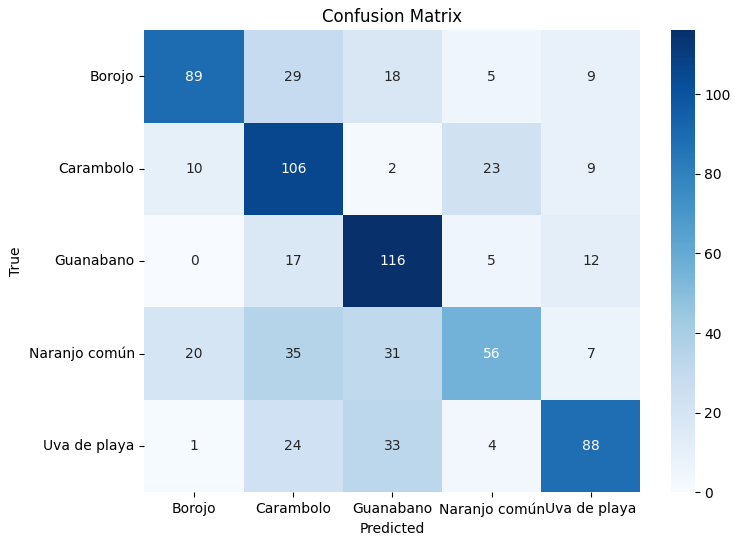 Confusion Matrix
Borojo 89 29 18 5 9
100
Carambolo 10 106 2 23 9
80
True
Guanabano 0 17 116 5 12
60
40
Naranjo común 20 35 31 56 7
20
Uva de playa 1 24 33 4 88
0
Borojo Carambolo Guanabano Naranjo común Uva de playa
Predicted